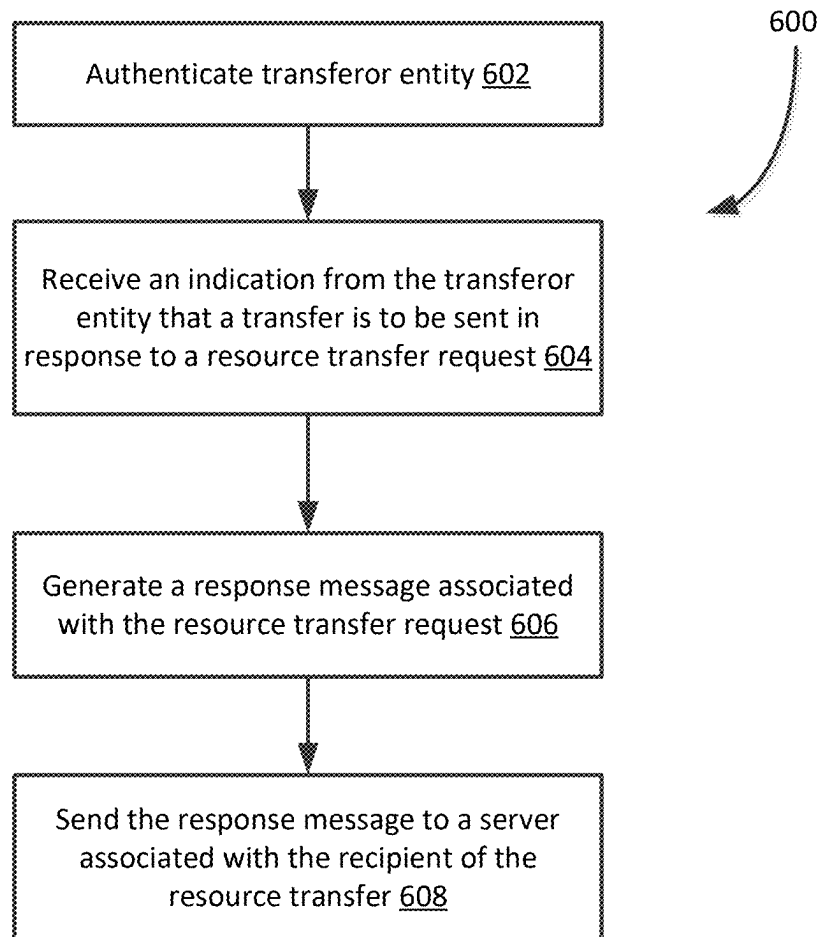 600
Authenticate transferor entity 602
Receive an indication from the transferor
entity that a transfer is to be sent in
response to a resource transfer request 604
Generate a response message associated
with the resource transfer request 606
Send the response message to a server
associated with the recipient of the
resource transfer 608